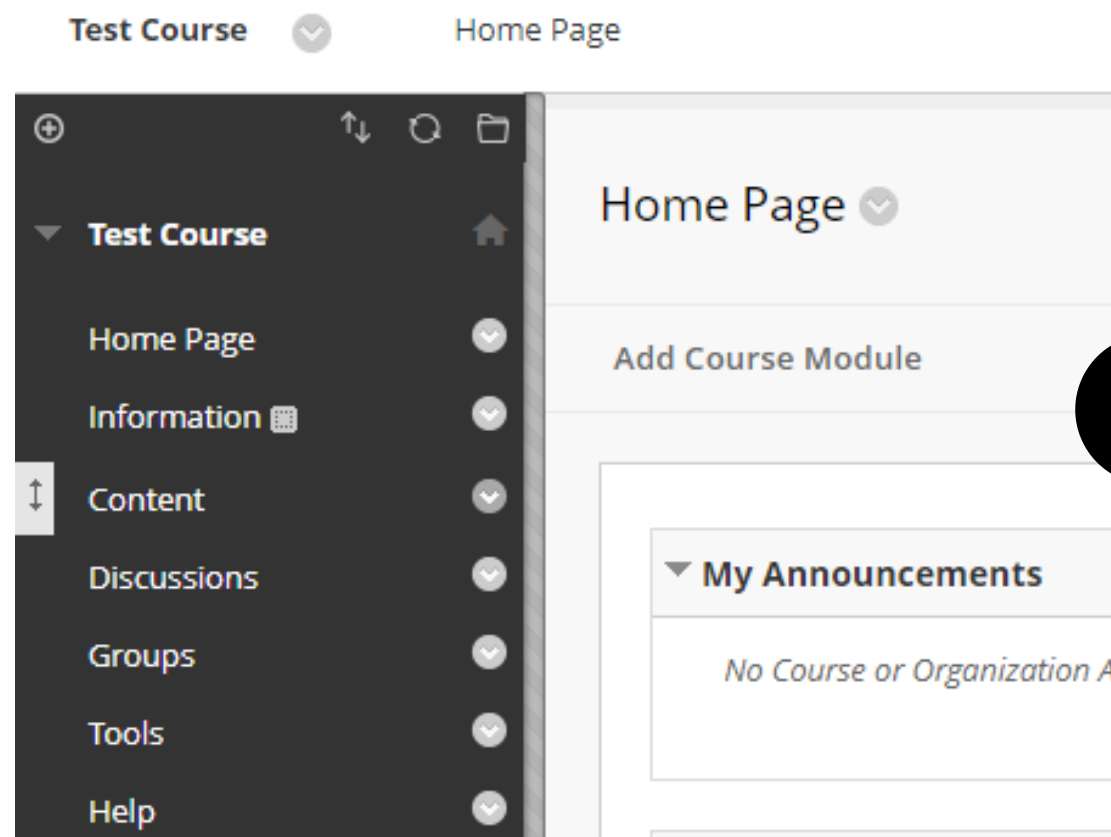 Test Course
Home Page
Test Course
Home Page
Information
Content
Discussions
Groups
Tools
Help
Home Page
Add Course Module
My Announcements
No Course or Organization